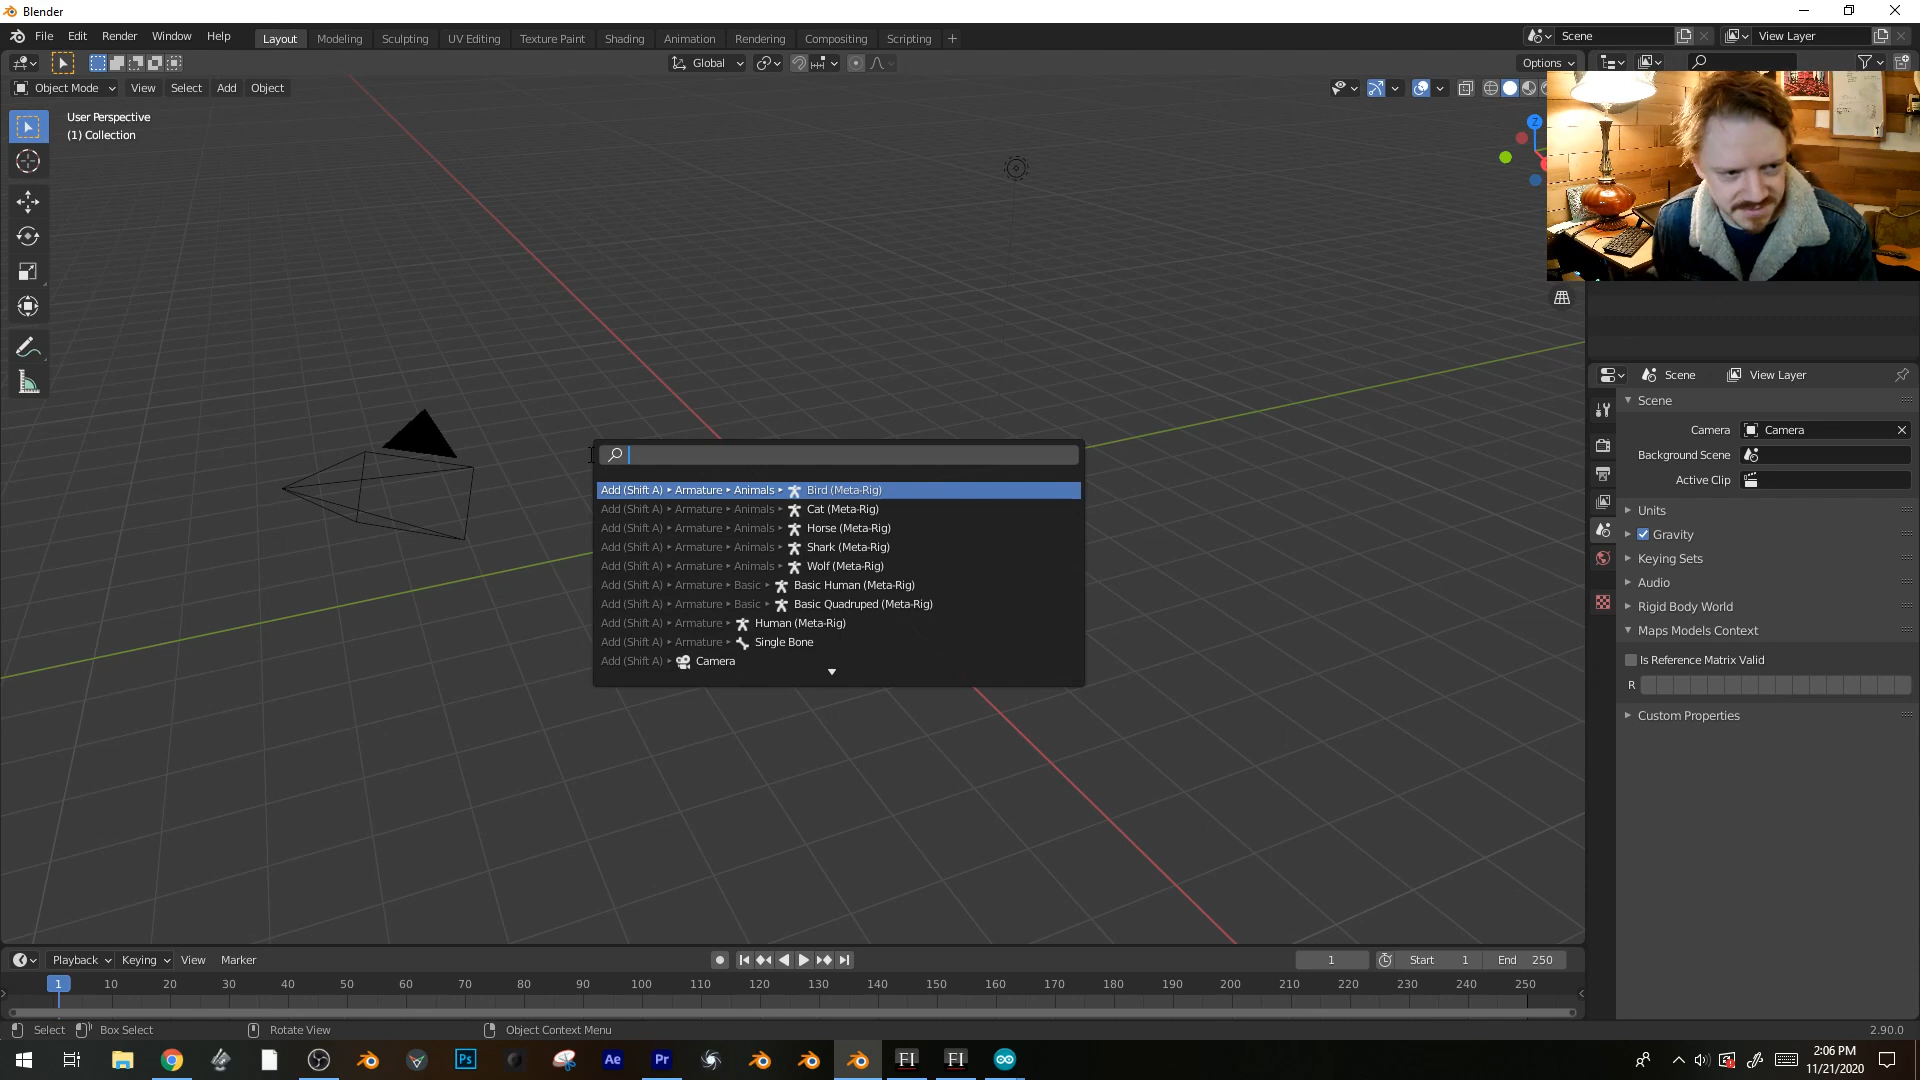 Blender
File Edit Render Window Help Layout Modeling Sculpting UV Editing Texture Paint Shading Animation Rendering Compositing Scripting + Scene View Layer
Global Options
Object Mode View Select Add Object
User Perspective
(1) Collection
Z
Add (Shift A) ▸ Armature ▸ Animals ▸ Bird (Meta-Rig)
Add (Shift A) ▸ Armature ▸ Animals ▸ Cat (Meta-Rig)
Add (Shift A) ▸ Armature ▸ Animals ▸ Horse (Meta-Rig)
Add (Shift A) ▸ Armature ▸ Animals ▸ Shark (Meta-Rig)
Add (Shift A) ▸ Armature ▸ Animals ▸ Wolf (Meta-Rig)
Add (Shift A) ▸ Armature ▸ Basic ▸ Basic Human (Meta-Rig)
Add (Shift A) ▸ Armature ▸ Basic ▸ Basic Quadruped (Meta-Rig)
Add (Shift A) ▸ Armature ▸ Human (Meta-Rig)
Add (Shift A) ▸ Armature ▸ Single Bone
Add (Shift A) ▸ Camera
Scene View Layer
Scene
Camera Camera
Background Scene
Active Clip
Units
Gravity
Keying Sets
Audio
Rigid Body World
Maps Models Context
Is Reference Matrix Valid
R
Custom Properties
Playback Keying View Marker 1 Start 1 End 250
1 10 20 30 40 50 60 70 80 90 100 110 120 130 140 150 160 170 180 190 200 210 220 230 240 250
Select Box Select Rotate View Object Context Menu 2.90.0
Ps Ae Pr EI EI
2:06 PM
11/21/2020